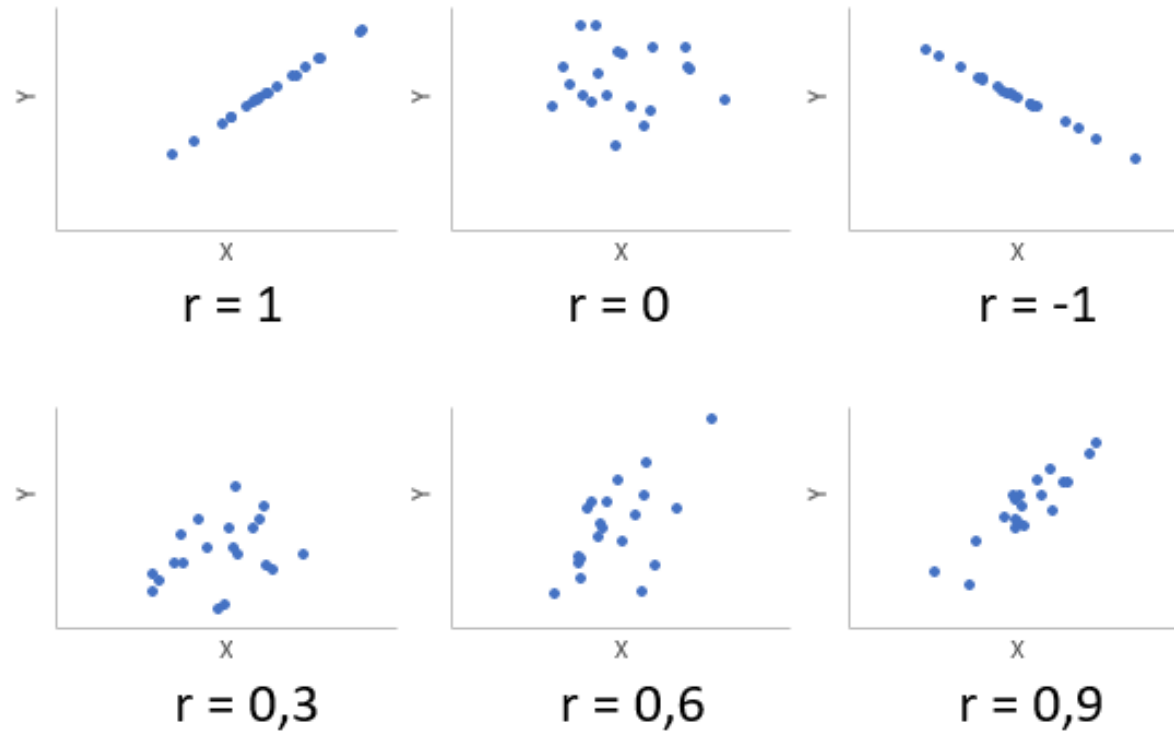 Y
X
r = 1
Y
X
r = 0
Y
X
r = -1
Y
X
r = 0,3
Y
X
r = 0,6
Y
X
r = 0,9